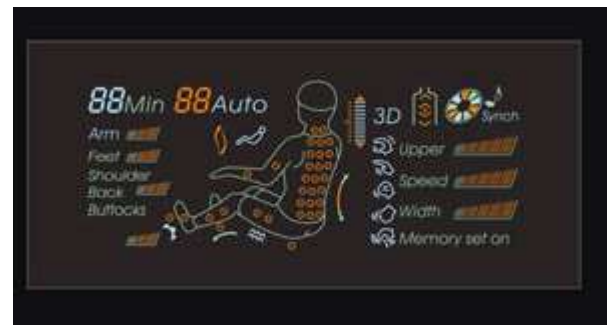 88Min 88Auto
Arm
Feet
Shoulder
Back
Buttocks
3D
Synch
Upper
Speed
Width
Memory set on